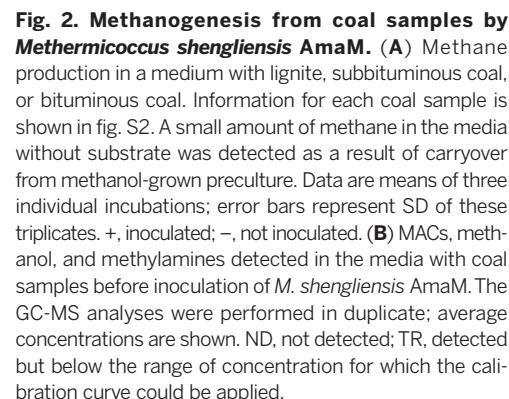 Fig. 2. Methanogenesis from coal samples by
Methermicoccus shengliensis AmaM. (A) Methane
production in a medium with lignite, subbituminous coal,
or bituminous coal. Information for each coal sample is
shown in fig. S2. A small amount of methane in the media
without substrate was detected as a result of carryover
from methanol-grown preculture. Data are means of three
individual incubations; error bars represent SD of these
triplicates. +, inoculated; –, not inoculated. (B) MACs, meth-
anol, and methylamines detected in the media with coal
samples before inoculation of M. shengliensis AmaM. The
GC-MS analyses were performed in duplicate; average
concentrations are shown. ND, not detected; TR, detected
but below the range of concentration for which the cali-
bration curve could be applied.